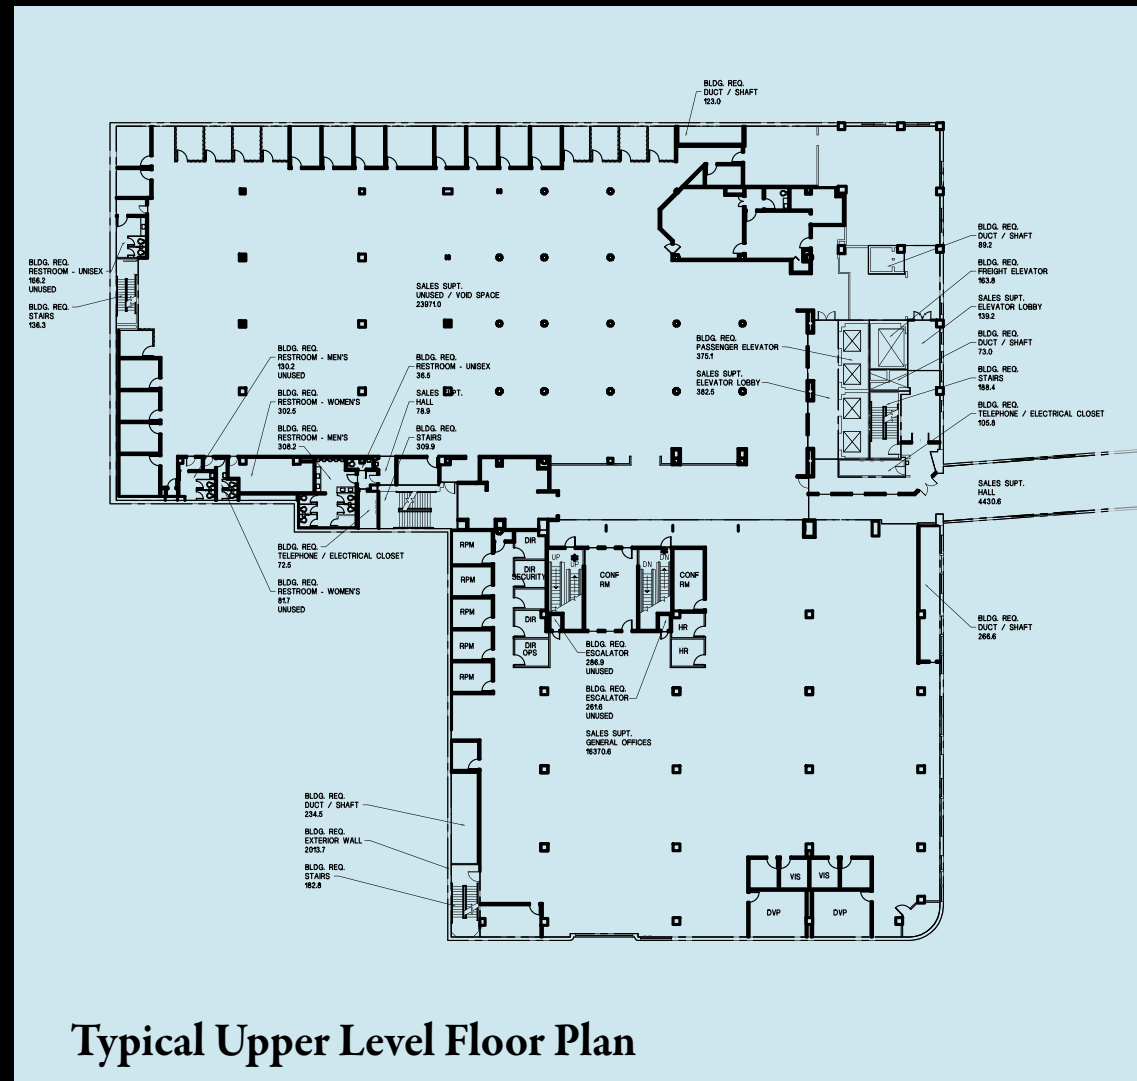 BLDG. REQ.
DUCT / SHAFT
123.0
BLDG. REQ.
DUCT / SHAFT
89.2
BLDG. REQ.
FREIGHT ELEVATOR
163.8
SALES SUPT.
ELEVATOR LOBBY
139.2
BLDG. REQ.
DUCT / SHAFT
73.0
BLDG. REQ.
STAIRS
188.4
BLDG. REQ.
TELEPHONE / ELECTRICAL CLOSET
105.8
BLDG. REQ.
RESTROOM - UNISEX
166.2
UNUSED
BLDG. REQ.
STAIRS
136.3
SALES SUPT.
UNUSED / VOID SPACE
23971.0
BLDG. REQ.
PASSENGER ELEVATOR
375.1
SALES SUPT.
ELEVATOR LOBBY
382.5
BLDG. REQ.
RESTROOM - MEN'S
130.2
UNUSED
BLDG. REQ.
RESTROOM - WOMEN'S
302.5
BLDG. REQ.
RESTROOM - MEN'S
308.2
BLDG. REQ.
RESTROOM - UNISEX
36.5
SALES SUPT.
HALL
78.9
BLDG. REQ.
STAIRS
309.9
SALES SUPT.
HALL
4430.6
BLDG. REQ.
TELEPHONE / ELECTRICAL CLOSET
72.5
BLDG. REQ.
RESTROOM - WOMEN'S
81.7
UNUSED
RPM
RPM
RPM
RPM
RPM
DIR
DIR
SECURITY
DIR
DIR
OPS
UP
UP
CONF
RM
DN
DN
CONF
RM
HR
HR
BLDG. REQ.
ESCALATOR
286.9
UNUSED
BLDG. REQ.
ESCALATOR
261.6
UNUSED
SALES SUPT.
GENERAL OFFICES
16370.6
BLDG. REQ.
DUCT / SHAFT
266.6
BLDG. REQ.
DUCT / SHAFT
234.5
BLDG. REQ.
EXTERIOR WALL
2013.7
BLDG. REQ.
STAIRS
182.8
VIS
VIS
DVP
DVP
Typical Upper Level Floor Plan